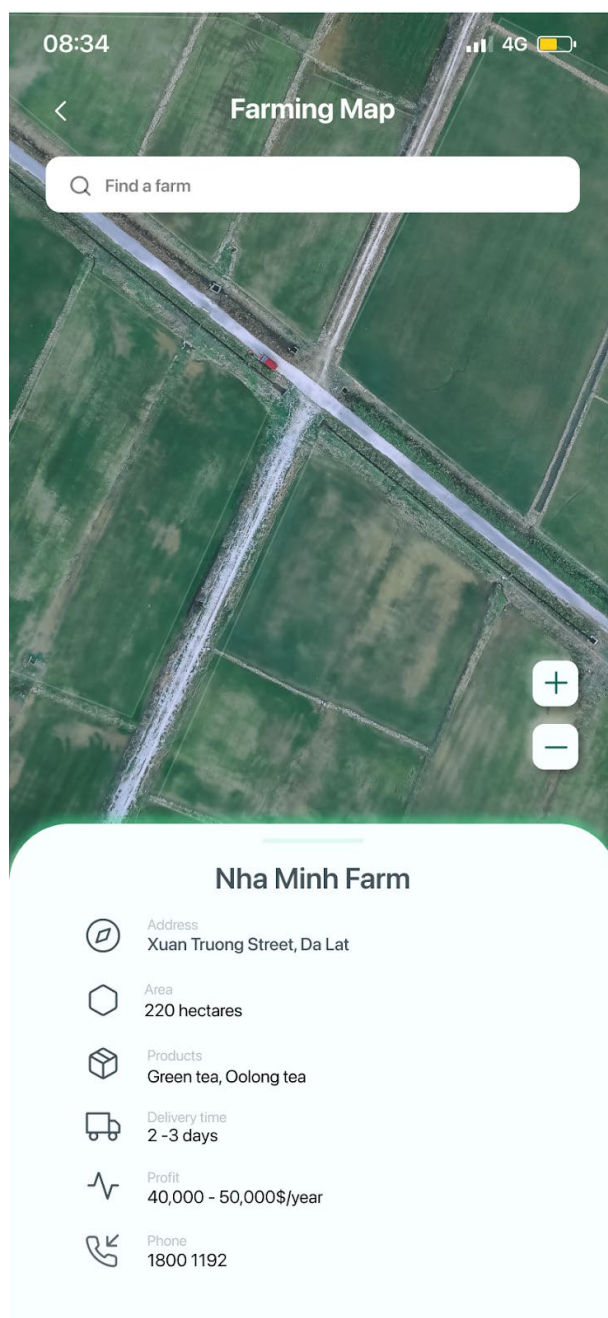 08:34
4G
Farming Map
Find a farm
Nha Minh Farm
Address
Xuan Truong Street, Da Lat
Area
220 hectares
Products
Green tea, Oolong tea
Delivery time
2 -3 days
Profit
40,000 - 50,000$/year
Phone
1800 1192